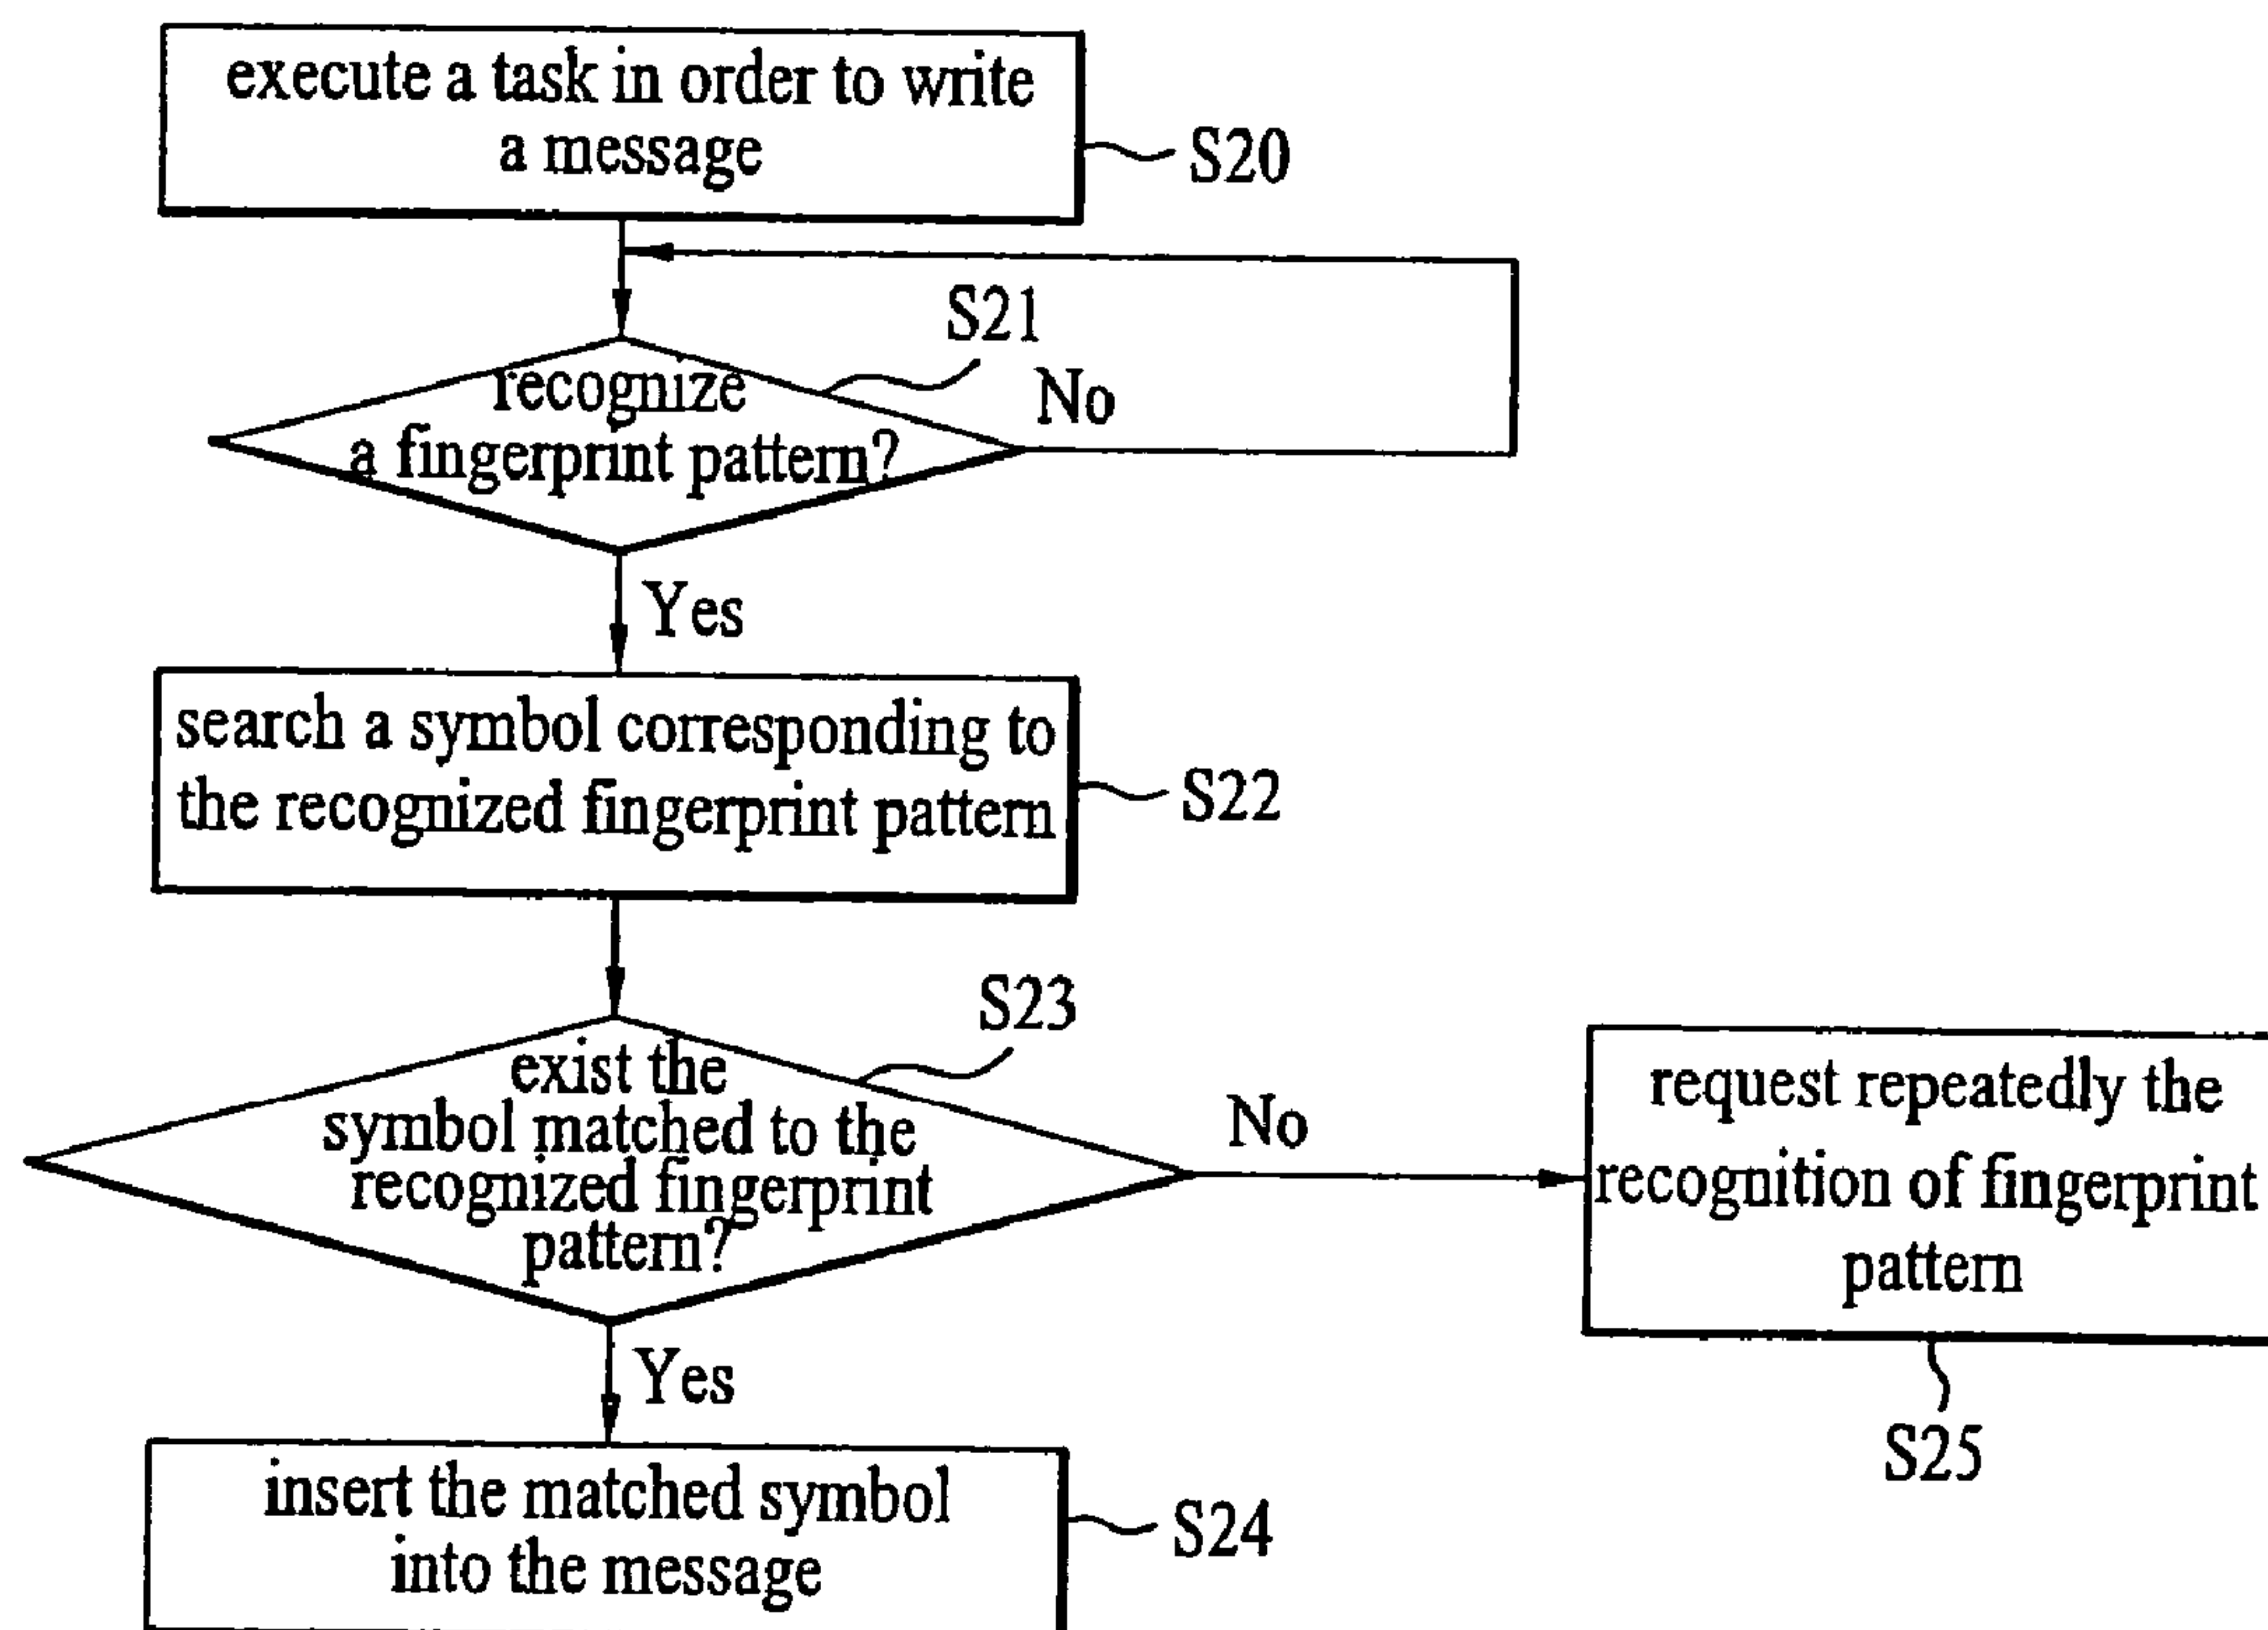 execute a task in order to write
a message
S20
S21
recognize
a fingerprint pattern?
No
Yes
search a symbol corresponding to
the recognized fingerprint pattern
S22
S23
exist the
symbol matched to the
recognized fingerprint
pattern?
No
request repeatedly the
recognition of fingerprint
pattern
S25
Yes
insert the matched symbol
into the message
S24